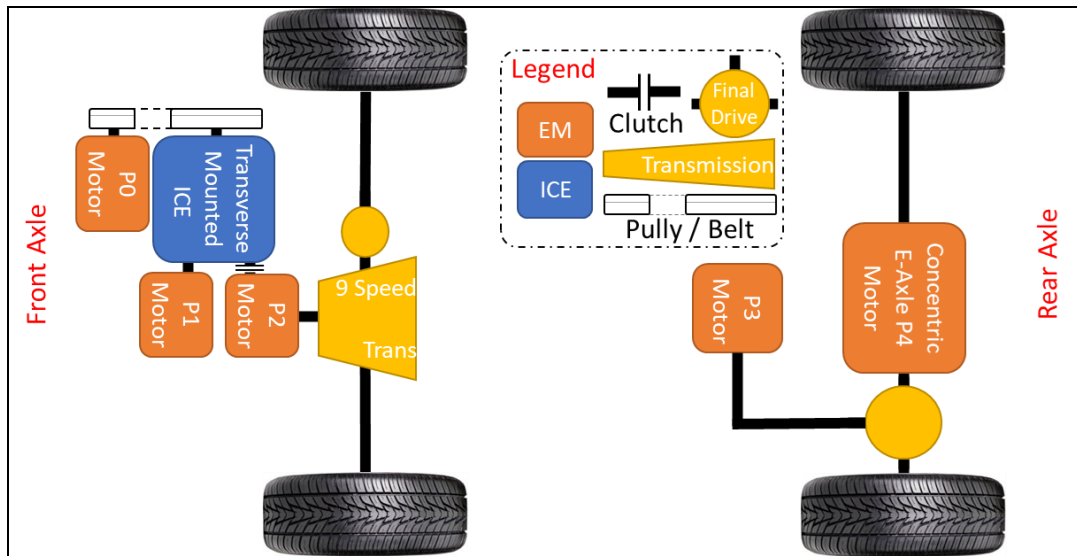 Front Axle
P0
Motor
Transverse
Mounted
ICE
P1
Motor
P2
Motor
9 Speed
Trans
Legend
EM
ICE
Clutch
Final
Drive
Transmission
Pully / Belt
P3
Motor
Concentric
E-Axle P4
Motor
Rear Axle